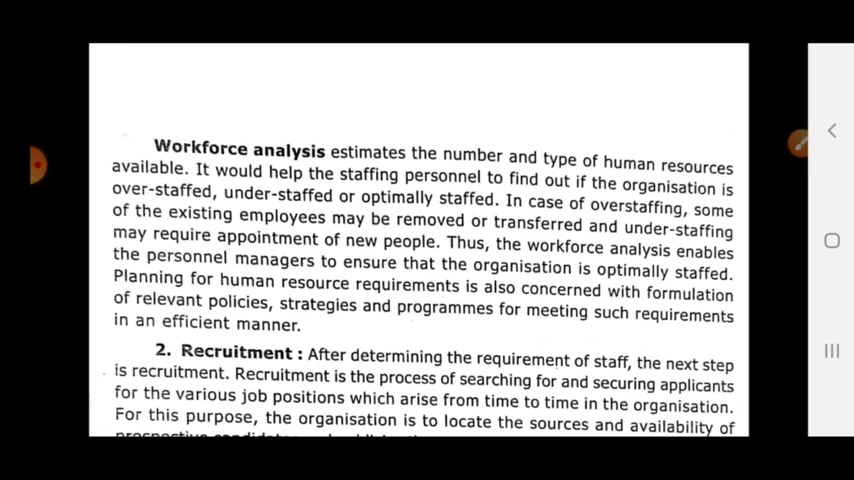 Workforce analysis estimates the number and type of human resources
available. It would help the staffing personnel to find out if the organisation is
over-staffed, under-staffed or optimally staffed. In case of overstaffing, some
of the existing employees may be removed or transferred and under-staffing
may require appointment of new people. Thus, the workforce analysis enables
the personnel managers to ensure that the organisation is optimally staffed.
Planning for human resource requirements is also concerned with formulation
of relevant policies, strategies and programmes for meeting such requirements
in an efficient manner.
2. Recruitment : After determining the requirement of staff, the next step
is recruitment. Recruitment is the process of searching for and securing applicants
for the various job positions which arise from time to time in the organisation.
For this purpose, the organisation is to locate the sources and availability of
prospective candidates